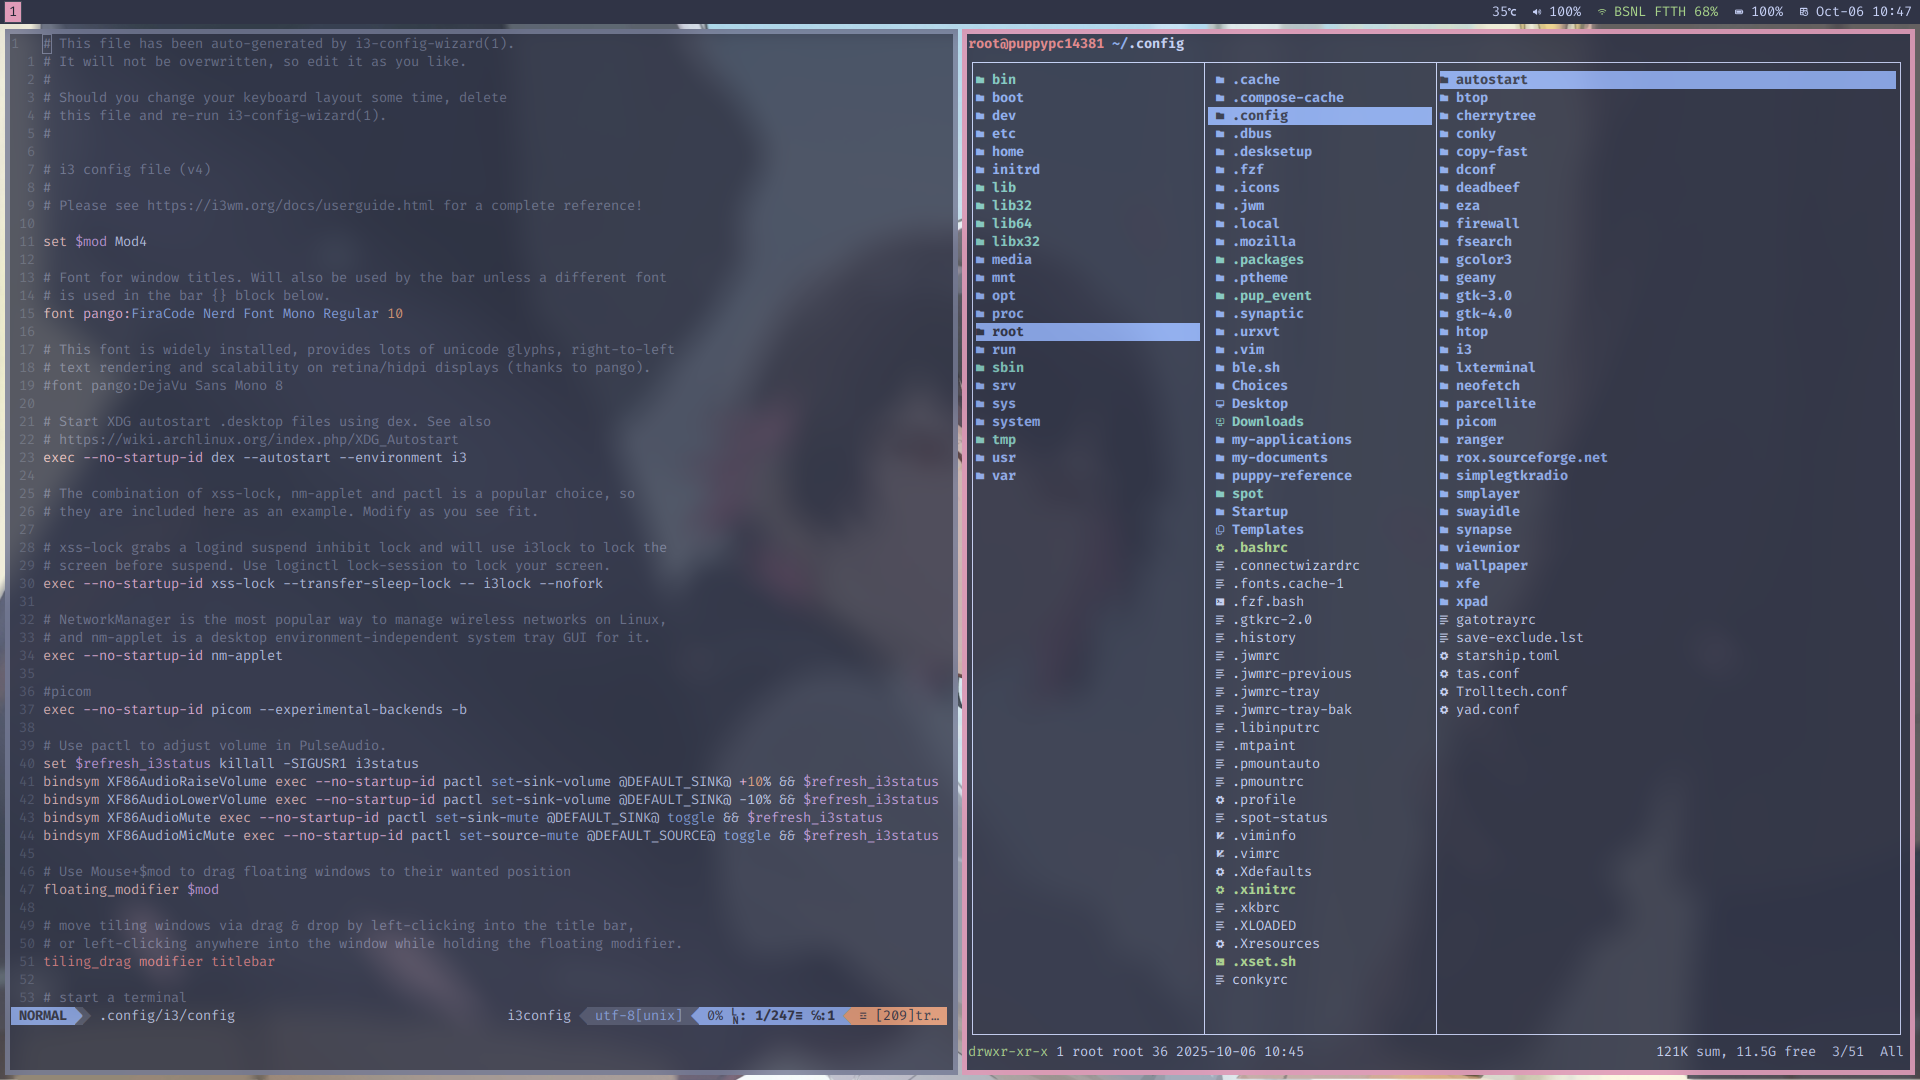 1
35℃ 100% BSNL FTTH 68% 100% Oct-06 10:47
1 # This file has been auto-generated by i3-config-wizard(1).
1 # It will not be overwritten, so edit it as you like.
2 #
3 # Should you change your keyboard layout some time, delete
4 # this file and re-run i3-config-wizard(1).
5 #
6
7 # i3 config file (v4)
8 #
9 # Please see https://i3wm.org/docs/userguide.html for a complete reference!
10
11 set $mod Mod4
12
13 # Font for window titles. Will also be used by the bar unless a different font
14 # is used in the bar {} block below.
15 font pango:FiraCode Nerd Font Mono Regular 10
16
17 # This font is widely installed, provides lots of unicode glyphs, right-to-left
18 # text rendering and scalability on retina/hidpi displays (thanks to pango).
19 #font pango:DejaVu Sans Mono 8
20
21 # Start XDG autostart .desktop files using dex. See also
22 # https://wiki.archlinux.org/index.php/XDG_Autostart
23 exec --no-startup-id dex --autostart --environment i3
24
25 # The combination of xss-lock, nm-applet and pactl is a popular choice, so
26 # they are included here as an example. Modify as you see fit.
27
28 # xss-lock grabs a logind suspend inhibit lock and will use i3lock to lock the
29 # screen before suspend. Use loginctl lock-session to lock your screen.
30 exec --no-startup-id xss-lock --transfer-sleep-lock -- i3lock --nofork
31
32 # NetworkManager is the most popular way to manage wireless networks on Linux,
33 # and nm-applet is a desktop environment-independent system tray GUI for it.
34 exec --no-startup-id nm-applet
35
36 #picom
37 exec --no-startup-id picom --experimental-backends -b
38
39 # Use pactl to adjust volume in PulseAudio.
40 set $refresh_i3status killall -SIGUSR1 i3status
41 bindsym XF86AudioRaiseVolume exec --no-startup-id pactl set-sink-volume @DEFAULT_SINK@ +10% && $refresh_i3status
42 bindsym XF86AudioLowerVolume exec --no-startup-id pactl set-sink-volume @DEFAULT_SINK@ -10% && $refresh_i3status
43 bindsym XF86AudioMute exec --no-startup-id pactl set-sink-mute @DEFAULT_SINK@ toggle && $refresh_i3status
44 bindsym XF86AudioMicMute exec --no-startup-id pactl set-source-mute @DEFAULT_SOURCE@ toggle && $refresh_i3status
45
46 # Use Mouse+$mod to drag floating windows to their wanted position
47 floating_modifier $mod
48
49 # move tiling windows via drag & drop by left-clicking into the title bar,
50 # or left-clicking anywhere into the window while holding the floating modifier.
51 tiling_drag modifier titlebar
52
53 # start a terminal
NORMAL .config/i3/config i3config utf-8[unix] 0% ㏑: 1/247≡ ℅:1 [209]tr…
root@puppypc14381 ~/.config
bin
boot
dev
etc
home
initrd
lib
lib32
lib64
libx32
media
mnt
opt
proc
root
run
sbin
srv
sys
system
tmp
usr
var
.cache
.compose-cache
.config
.dbus
.desksetup
.fzf
.icons
.jwm
.local
.mozilla
.packages
.ptheme
.pup_event
.synaptic
.urxvt
.vim
ble.sh
Choices
Desktop
Downloads
my-applications
my-documents
puppy-reference
spot
Startup
Templates
.bashrc
.connectwizardrc
.fonts.cache-1
.fzf.bash
.gtkrc-2.0
.history
.jwmrc
.jwmrc-previous
.jwmrc-tray
.jwmrc-tray-bak
.libinputrc
.mtpaint
.pmountauto
.pmountrc
.profile
.spot-status
.viminfo
.vimrc
.Xdefaults
.xinitrc
.xkbrc
.XLOADED
.Xresources
.xset.sh
conkyrc
autostart
btop
cherrytree
conky
copy-fast
dconf
deadbeef
eza
firewall
fsearch
gcolor3
geany
gtk-3.0
gtk-4.0
htop
i3
lxterminal
neofetch
parcellite
picom
ranger
rox.sourceforge.net
simplegtkradio
smplayer
swayidle
synapse
viewnior
wallpaper
xfe
xpad
gatotrayrc
save-exclude.lst
starship.toml
tas.conf
Trolltech.conf
yad.conf
drwxr-xr-x 1 root root 36 2025-10-06 10:45
121K sum, 11.5G free 3/51 All